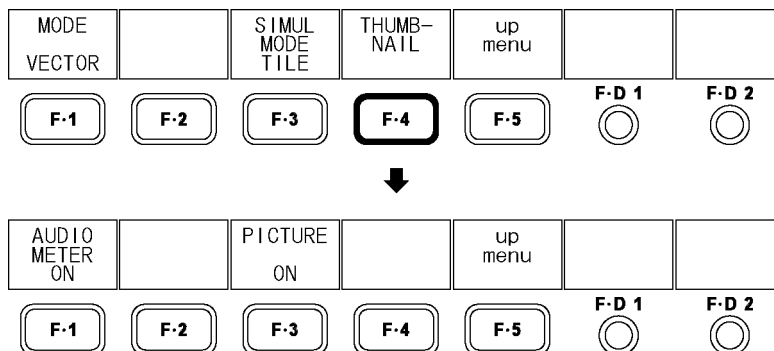 MODE
VECTOR
SIMUL
MODE
TILE
THUMB-
NAIL
up
menu
F·D 1
F·D 2
F·1
F·2
F·3
F·4
F·5
AUDIO
METER
ON
PICTURE
ON
up
menu
F·D 1
F·D 2
F·1
F·2
F·3
F·4
F·5